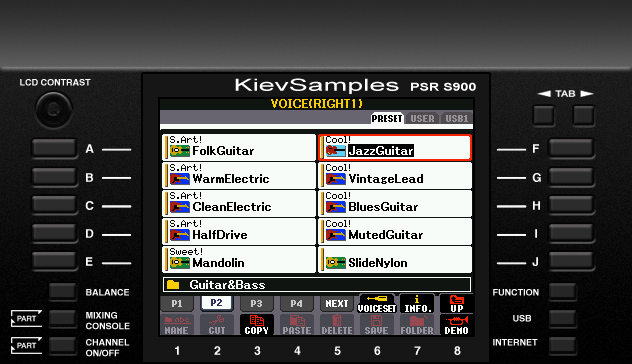 LCD CONTRAST
KievSamples PSR S900
TAB
VOICE(RIGHT1)
PRESET USER USB1
A
B
C
D
E
S.Art!
FolkGuitar
Cool!
JazzGuitar
S.Art!
WarmElectric
Cool!
VintageLead
S.Art!
CleanElectric
Cool!
BluesGuitar
S.Art!
HalfDrive
Cool!
MutedGuitar
Sweet!
Mandolin
Cool!
SlideNylon
F
G
H
I
J
Guitar&Bass
P1 P2 P3 P4 NEXT VOICESET INFO. UP
NAME CUT COPY PASTE DELETE SAVE FOLDER DEMO
1 2 3 4 5 6 7 8
BALANCE
PART
MIXING
CONSOLE
PART
CHANNEL
ON/OFF
FUNCTION
USB
INTERNET